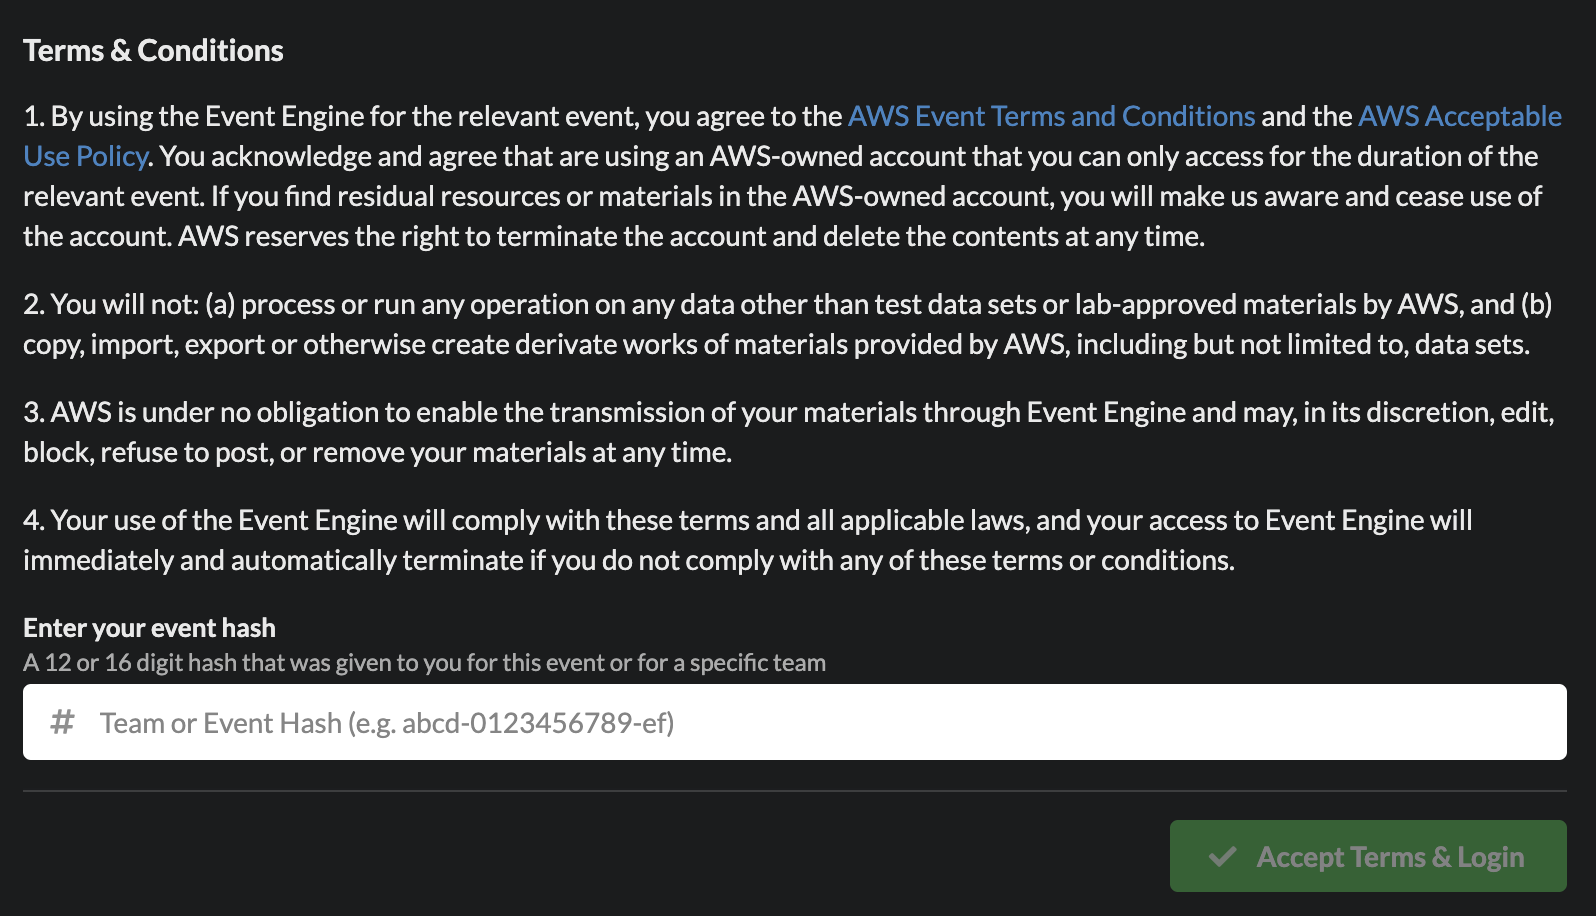 Terms & Conditions
1. By using the Event Engine for the relevant event, you agree to the AWS Event Terms and Conditions and the AWS Acceptable
Use Policy. You acknowledge and agree that are using an AWS-owned account that you can only access for the duration of the
relevant event. If you find residual resources or materials in the AWS-owned account, you will make us aware and cease use of
the account. AWS reserves the right to terminate the account and delete the contents at any time.
2. You will not: (a) process or run any operation on any data other than test data sets or lab-approved materials by AWS, and (b)
copy, import, export or otherwise create derivate works of materials provided by AWS, including but not limited to, data sets.
3. AWS is under no obligation to enable the transmission of your materials through Event Engine and may, in its discretion, edit,
block, refuse to post, or remove your materials at any time.
4. Your use of the Event Engine will comply with these terms and all applicable laws, and your access to Event Engine will
immediately and automatically terminate if you do not comply with any of these terms or conditions.
Enter your event hash
A 12 or 16 digit hash that was given to you for this event or for a specific team
# Team or Event Hash (e.g. abcd-0123456789-ef)
Accept Terms & Login